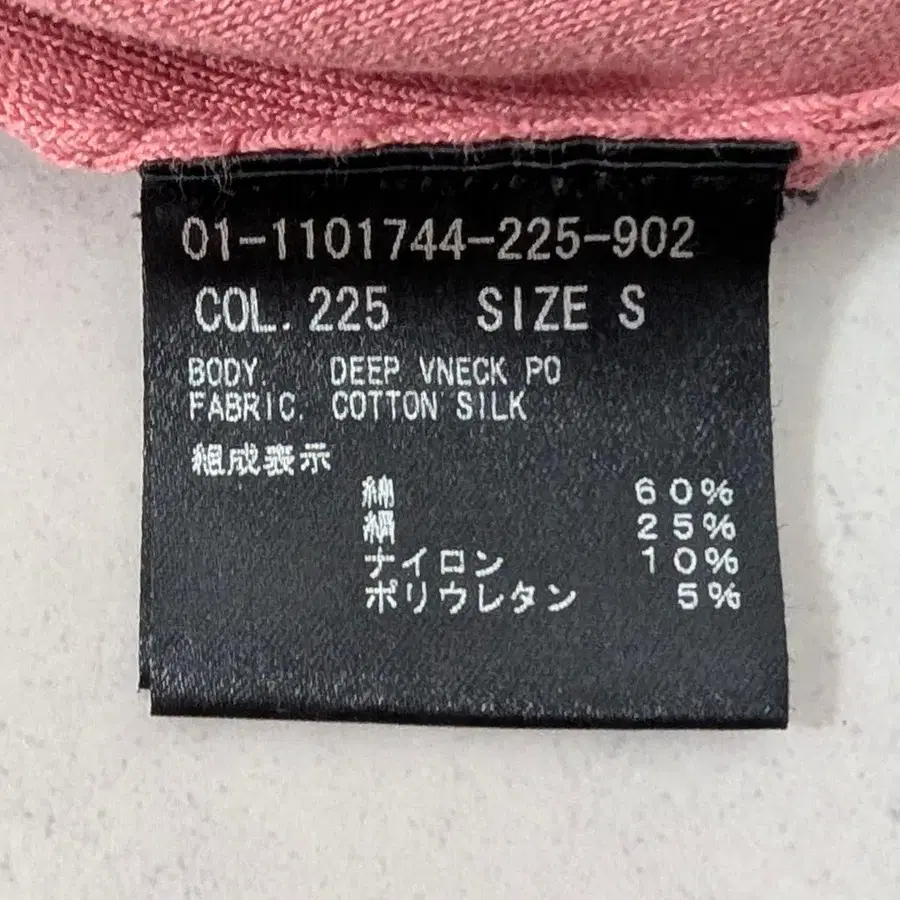 01-1101744-225-902
COL. 225 SIZE S
BODY. DEEP VNECK PO
FABRIC. COTTON SILK
組成表示
綿 60%
絹 25%
ナイロン 10%
ポリウレタン 5%